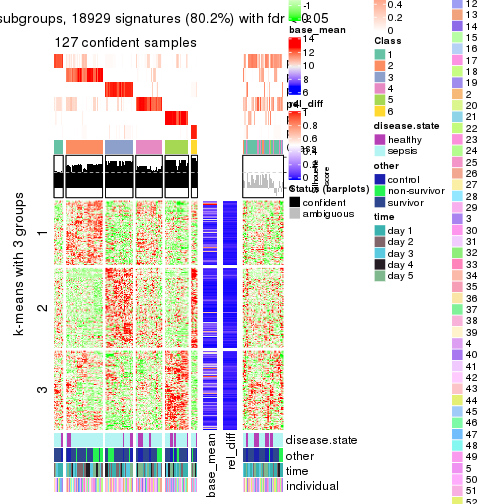 subgroups, 18929 signatures (80.2%) with fdr < 0.05
127 confident samples
-1
base_mean
14
12
10
8
6
rel_diff
1
0.8
0.6
0.4
0.2
0
silhouette
score
Status (barplots)
confident
ambiguous
0.4
0.2
0
Class
1
2
3
4
5
6
disease.state
healthy
sepsis
other
control
non-survivor
survivor
time
day 1
day 2
day 3
day 4
day 5
12
13
14
15
16
17
18
19
2
20
21
22
23
24
25
26
27
28
29
3
30
31
32
33
34
35
36
37
38
39
4
40
41
42
43
44
45
46
47
48
49
5
50
51
52
k-means with 3 groups
1
2
3
base_mean
rel_diff
disease.state
other
time
individual